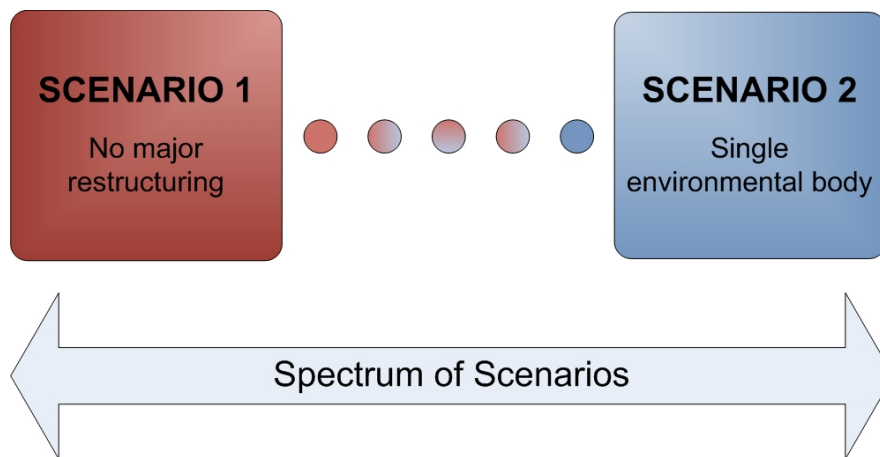 SCENARIO 1
No major
restructuring
SCENARIO 2
Single
environmental body
Spectrum of Scenarios